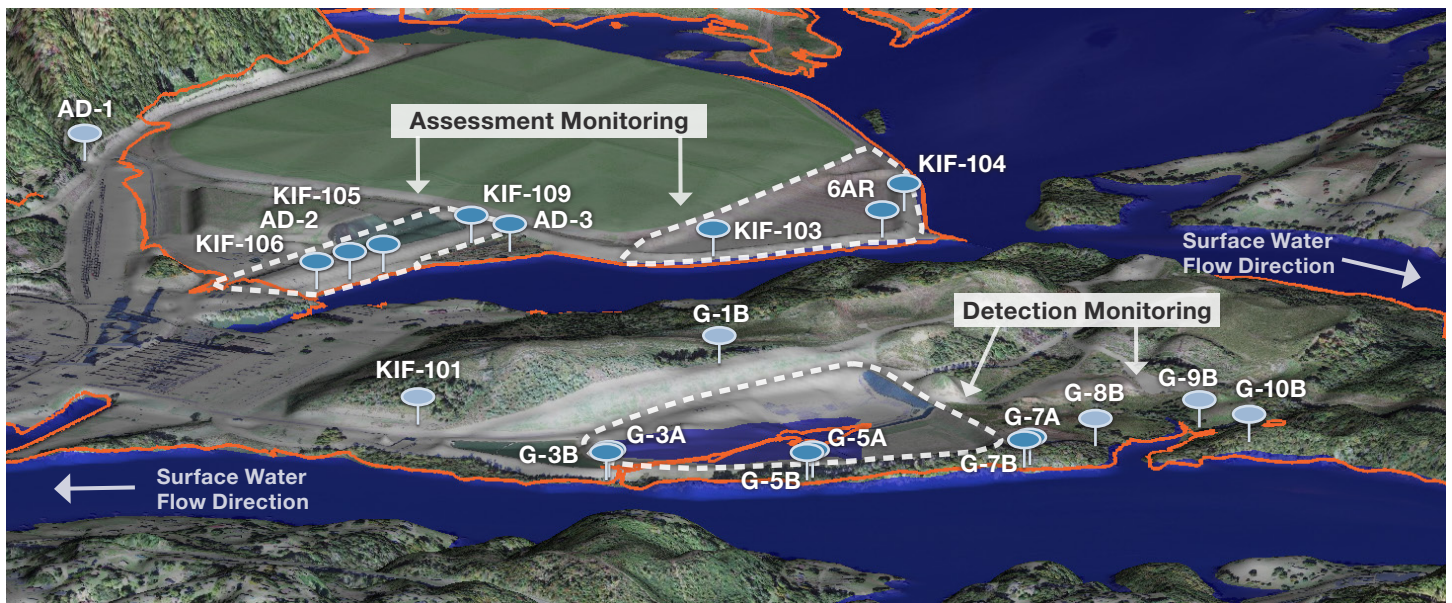 AD-1
Assessment Monitoring
KIF-104
KIF-105
KIF-109
6AR
AD-2
AD-3
KIF-106
KIF-103
Surface Water
Flow Direction
G-1B
Detection Monitoring
KIF-101
G-9B
G-8B
G-10B
G-7A
G-3A
G-5A
G-3B
G-7B
G-5B
Surface Water
Flow Direction